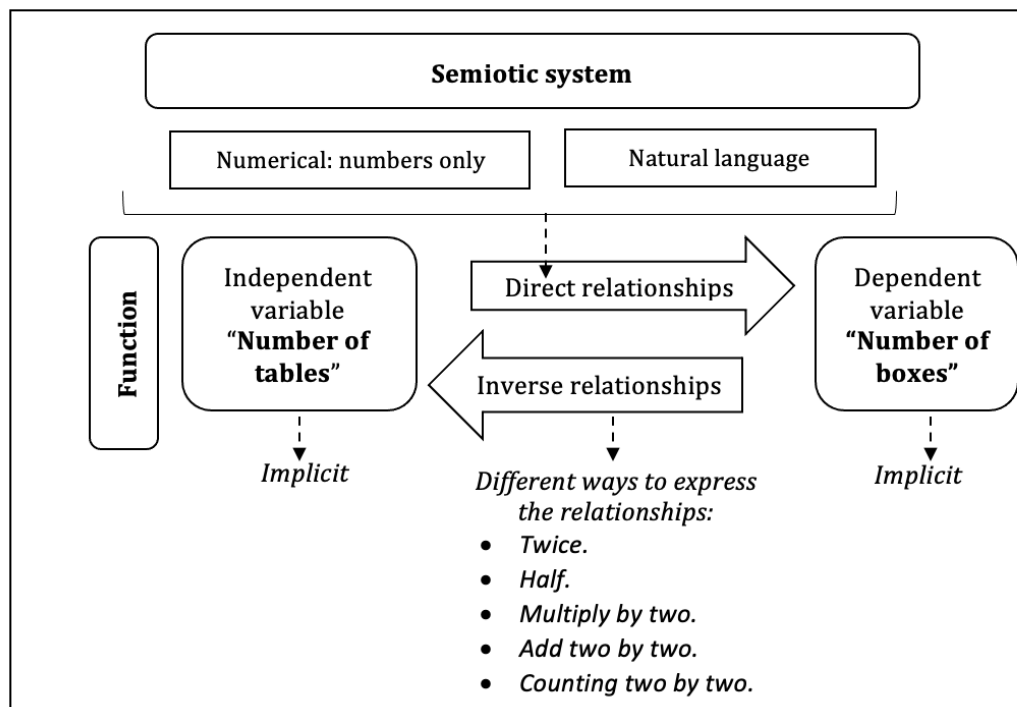 Semiotic system
Numerical: numbers only
Natural language
Function
Independent
variable
“Number of
tables”
Direct relationships
Inverse relationships
Dependent
variable
“Number of
boxes”
Implicit
Different ways to express
the relationships:
• Twice.
• Half.
• Multiply by two.
• Add two by two.
• Counting two by two.
Implicit